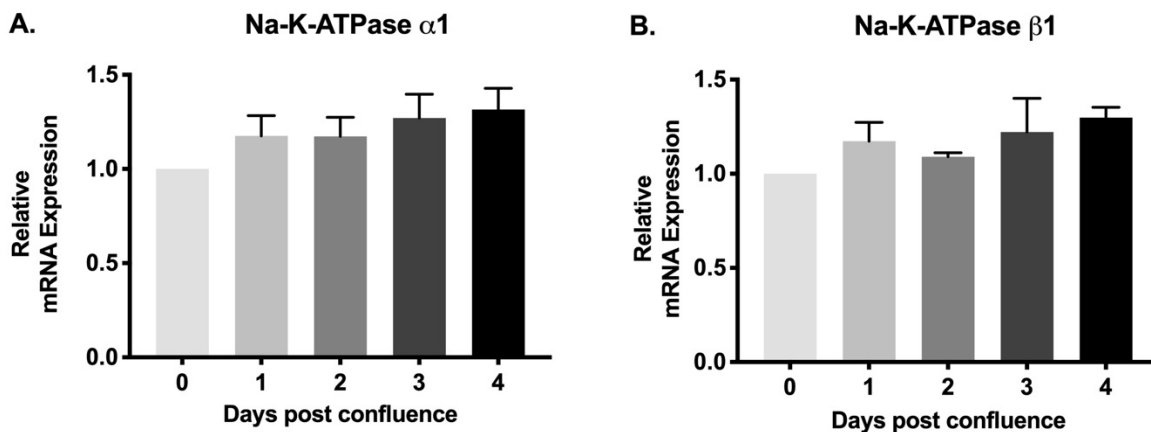 A.
Na-K-ATPase α1
Relative
mRNA Expression
1.5
1.0
0.5
0.0
0 1 2 3 4
Days post confluence
B.
Na-K-ATPase β1
Relative
mRNA Expression
1.5
1.0
0.5
0.0
0 1 2 3 4
Days post confluence